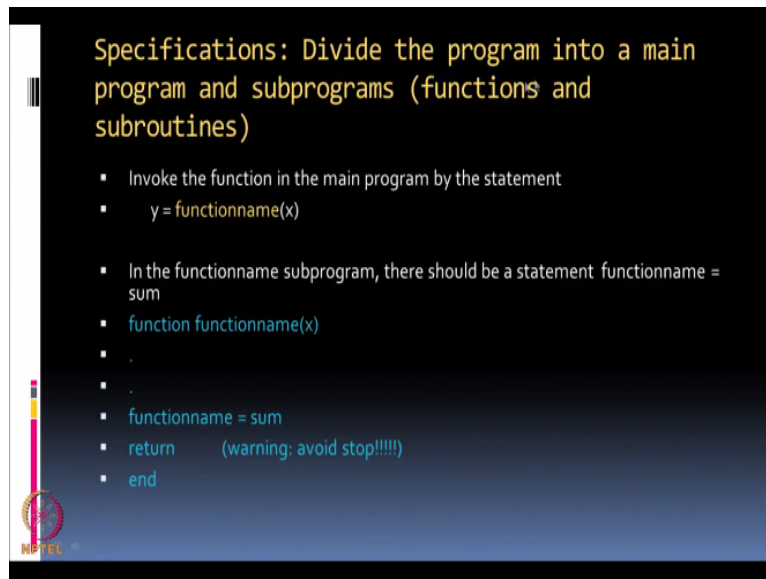 Specifications: Divide the program into a main
program and subprograms (functions and
subroutines)
Invoke the function in the main program by the statement
y = functionname(x)
In the functionname subprogram, there should be a statement functionname =
sum
function functionname(x)
.
.
functionname = sum
return (warning: avoid stop!!!!!)
end
NPTEL